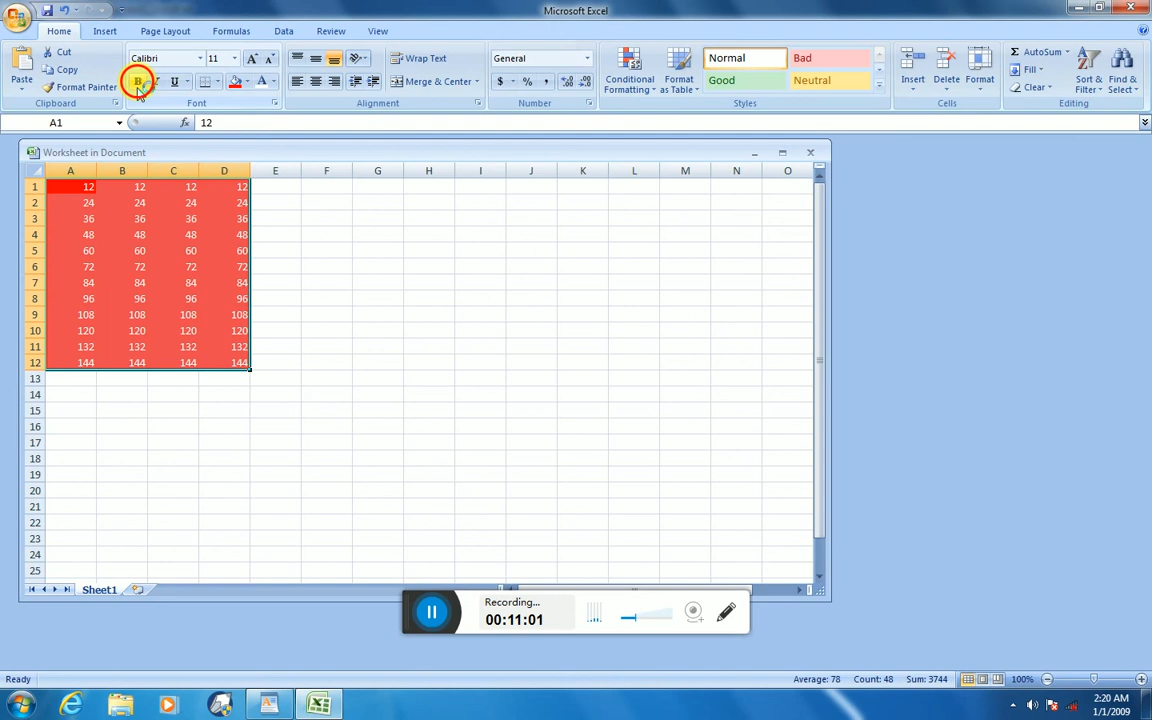 Microsoft Excel
Home Insert Page Layout Formulas Data Review View
Paste
Cut
Copy
Format Painter
Clipboard
Calibri 11
B U A
Font
Wrap Text
Merge & Center
Alignment
General
$ % ,
Number
Conditional Formatting
Format as Table
Normal Bad
Good Neutral
Styles
Insert Delete Format
Cells
Σ AutoSum
Fill
Clear
Sort & Filter
Find & Select
Editing
A1 fx 12
Worksheet in Document
A B C D E F G H I J K L M N O
1 12 12 12 12
2 24 24 24 24
3 36 36 36 36
4 48 48 48 48
5 60 60 60 60
6 72 72 72 72
7 84 84 84 84
8 96 96 96 96
9 108 108 108 108
10 120 120 120 120
11 132 132 132 132
12 144 144 144 144
13
14
15
16
17
18
19
20
21
22
23
24
25
Sheet1
Recording...
00:11:01
Ready Average: 78 Count: 48 Sum: 3744 100%
2:20 AM
1/1/2009